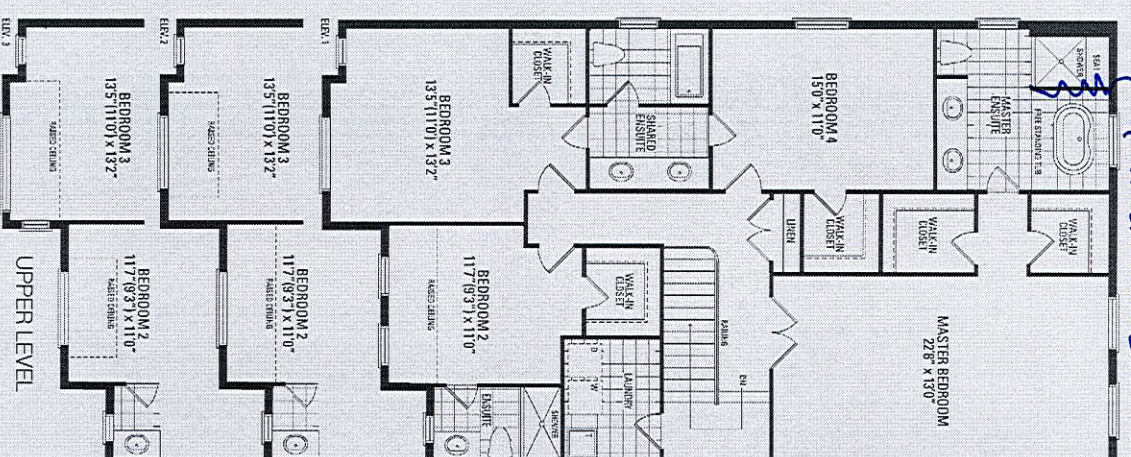 SEAT
SHOWER
FREE STANDING TUB
MASTER
ENSUITE
WALK-IN
CLOSET
MASTER BEDROOM
22'8" x 13'0"
WALK-IN
CLOSET
WALK-IN
CLOSET
BEDROOM 4
15'0" x 11'0"
LINEN
DN
RAILING
SHARED
ENSUITE
WALK-IN
CLOSET
LAUNDRY
T
D
W
WALK-IN
CLOSET
SHOWER
ENSUITE
BEDROOM 2
11'7"(9'3") x 11'0"
RAISED CEILING
BEDROOM 3
13'5"(11'0") x 13'2"
ELEV. 1
BEDROOM 3
13'5"(11'0") x 13'2"
BEDROOM 2
11'7"(9'3") x 11'0"
RAISED CEILING
RAISED CEILING
ELEV. 2
BEDROOM 3
13'5"(11'0") x 13'2"
BEDROOM 2
11'7"(9'3") x 11'0"
RAISED CEILING
RAISED CEILING
ELEV. 3
UPPER LEVEL